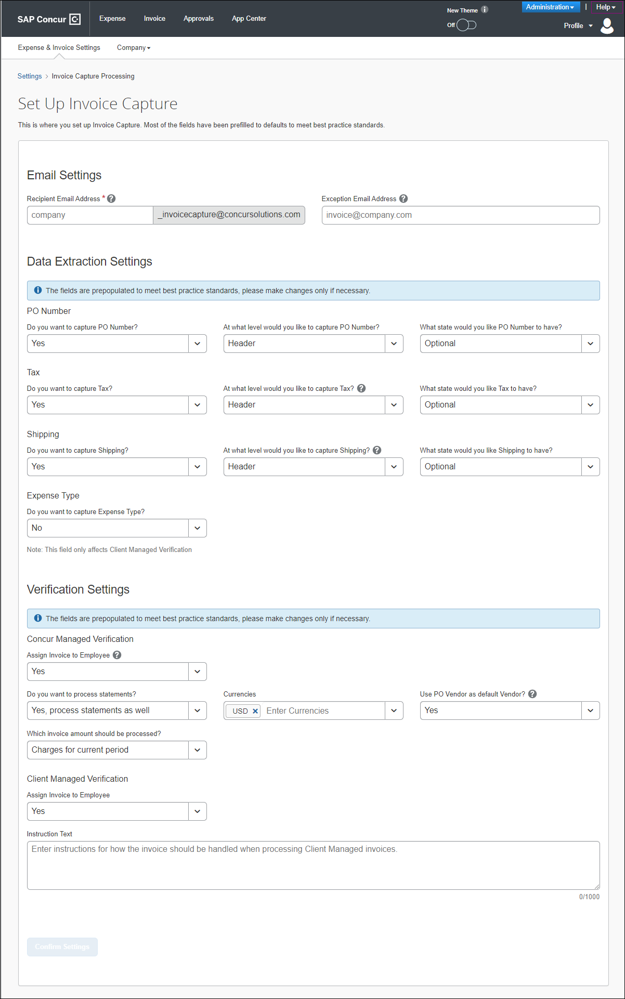 SAP Concur
Expense
Invoice
Approvals
App Center
New Theme
Off
Administration
|
Help
Profile
Expense & Invoice Settings
Company
Settings > Invoice Capture Processing
Set Up Invoice Capture
This is where you set up Invoice Capture. Most of the fields have been prefilled to defaults to meet best practice standards.
Email Settings
Recipient Email Address *
Exception Email Address
company
_invoicecapture@concursolutions.com
invoice@company.com
Data Extraction Settings
The fields are prepopulated to meet best practice standards, please make changes only if necessary.
PO Number
Do you want to capture PO Number?
At what level would you like to capture PO Number?
What state would you like PO Number to have?
Yes
Header
Optional
Tax
Do you want to capture Tax?
At what level would you like to capture Tax?
What state would you like Tax to have?
Yes
Header
Optional
Shipping
Do you want to capture Shipping?
At what level would you like to capture Shipping?
What state would you like Shipping to have?
Yes
Header
Optional
Expense Type
Do you want to capture Expense Type?
No
Note: This field only affects Client Managed Verification
Verification Settings
The fields are prepopulated to meet best practice standards, please make changes only if necessary.
Concur Managed Verification
Assign Invoice to Employee
Yes
Do you want to process statements?
Currencies
Use PO Vendor as default Vendor?
Yes, process statements as well
USD
Enter Currencies
Yes
Which invoice amount should be processed?
Charges for current period
Client Managed Verification
Assign Invoice to Employee
Yes
Instruction Text
Enter instructions for how the invoice should be handled when processing Client Managed invoices.
0/1000
Confirm Settings